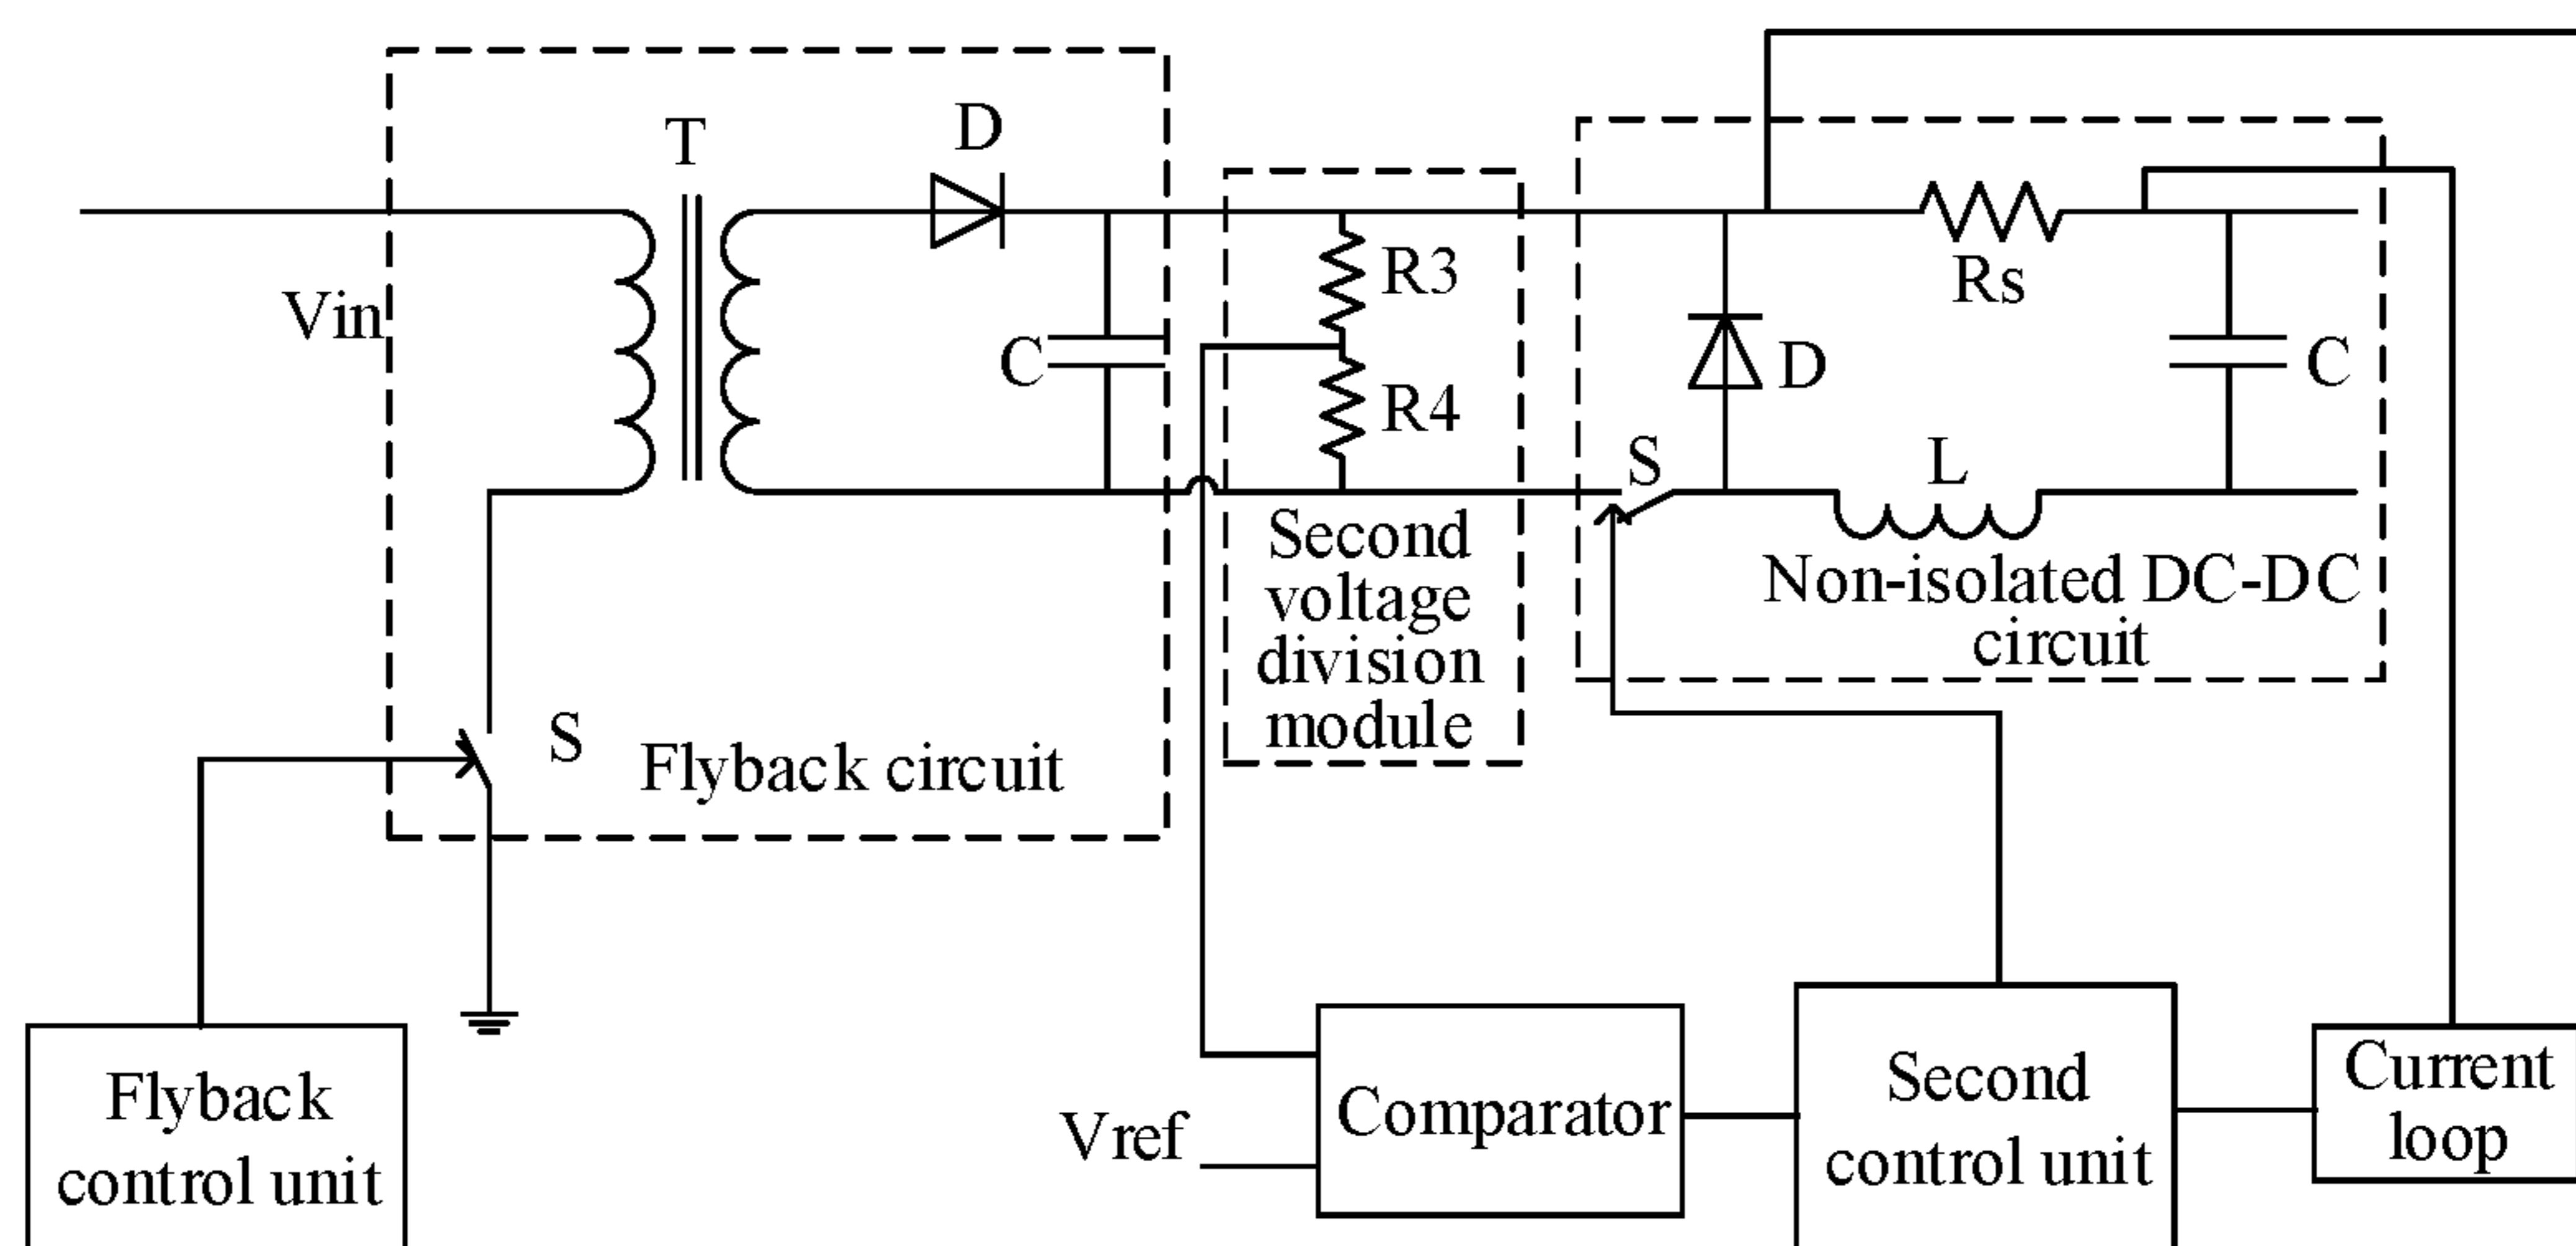 T
D
Vin
C
R3
R4
Rs
D
C
S
L
Second
voltage
division
module
Non-isolated DC-DC
circuit
S
Flyback circuit
Flyback
control unit
Vref
Comparator
Second
control unit
Current
loop